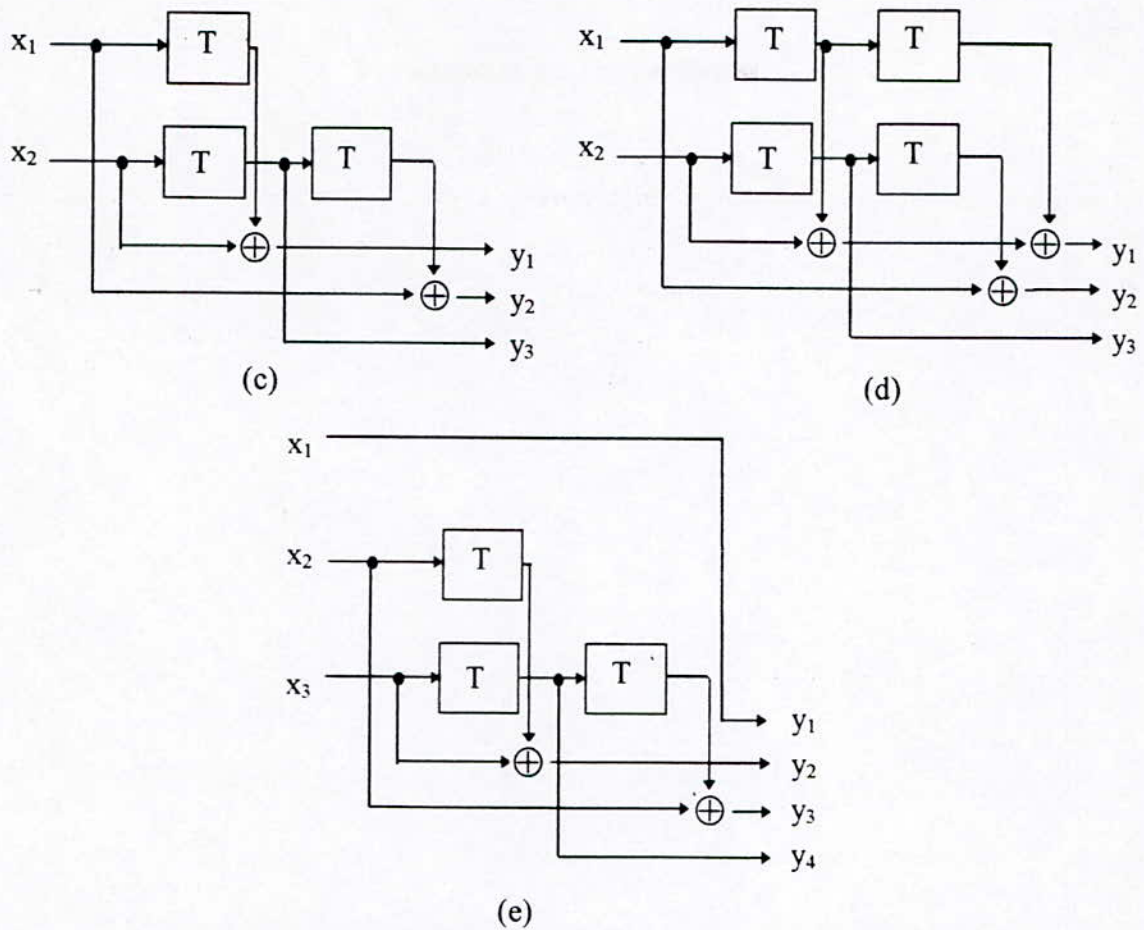 x₁ T
x₂ T T
⊕ y₁
⊕ y₂
y₃
(c)
x₁ T T
x₂ T T
⊕ ⊕ y₁
⊕ y₂
y₃
(d)
x₁
x₂ T
x₃ T T
y₁
⊕ y₂
⊕ y₃
y₄
(e)